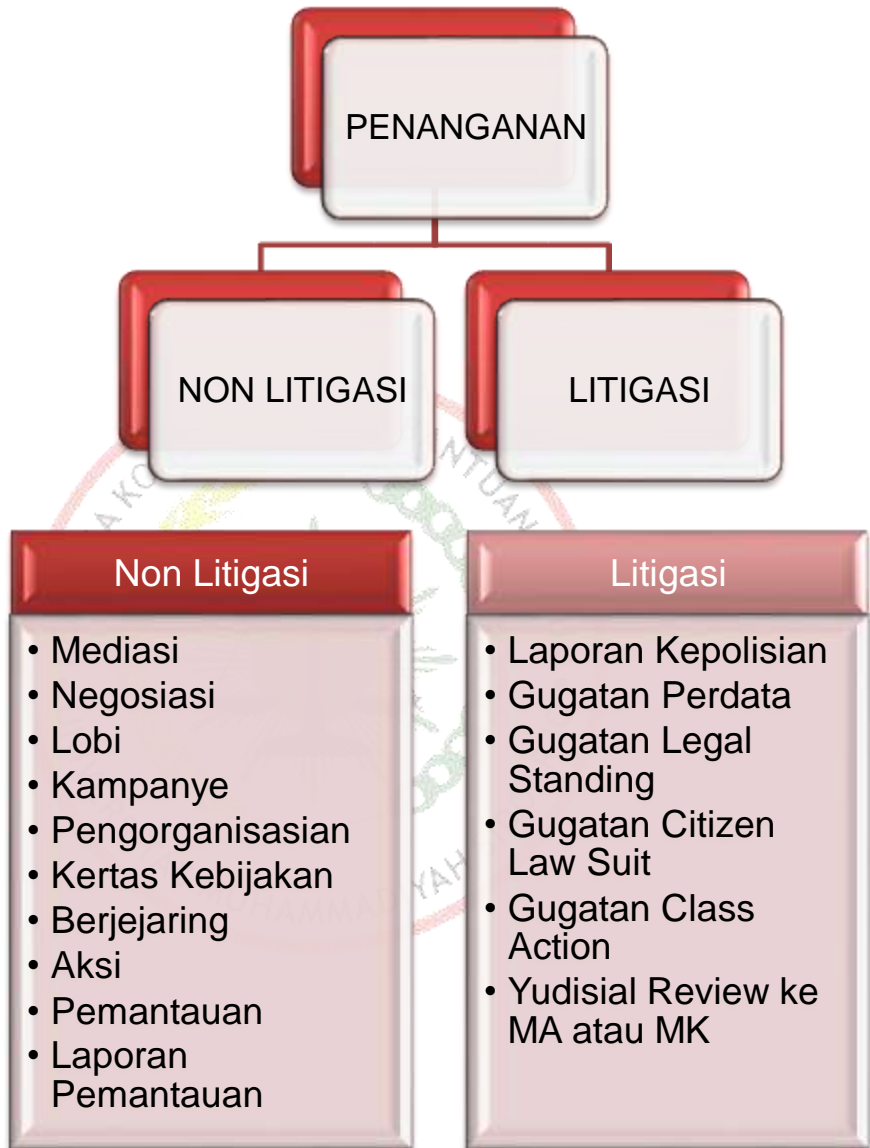 PENANGANAN
NON LITIGASI
LITIGASI
Non Litigasi
• Mediasi
• Negosiasi
• Lobi
• Kampanye
• Pengorganisasian
• Kertas Kebijakan
• Berjejaring
• Aksi
• Pemantauan
• Laporan
Pemantauan
Litigasi
• Laporan Kepolisian
• Gugatan Perdata
• Gugatan Legal
Standing
• Gugatan Citizen
Law Suit
• Gugatan Class
Action
• Yudisial Review ke
MA atau MK